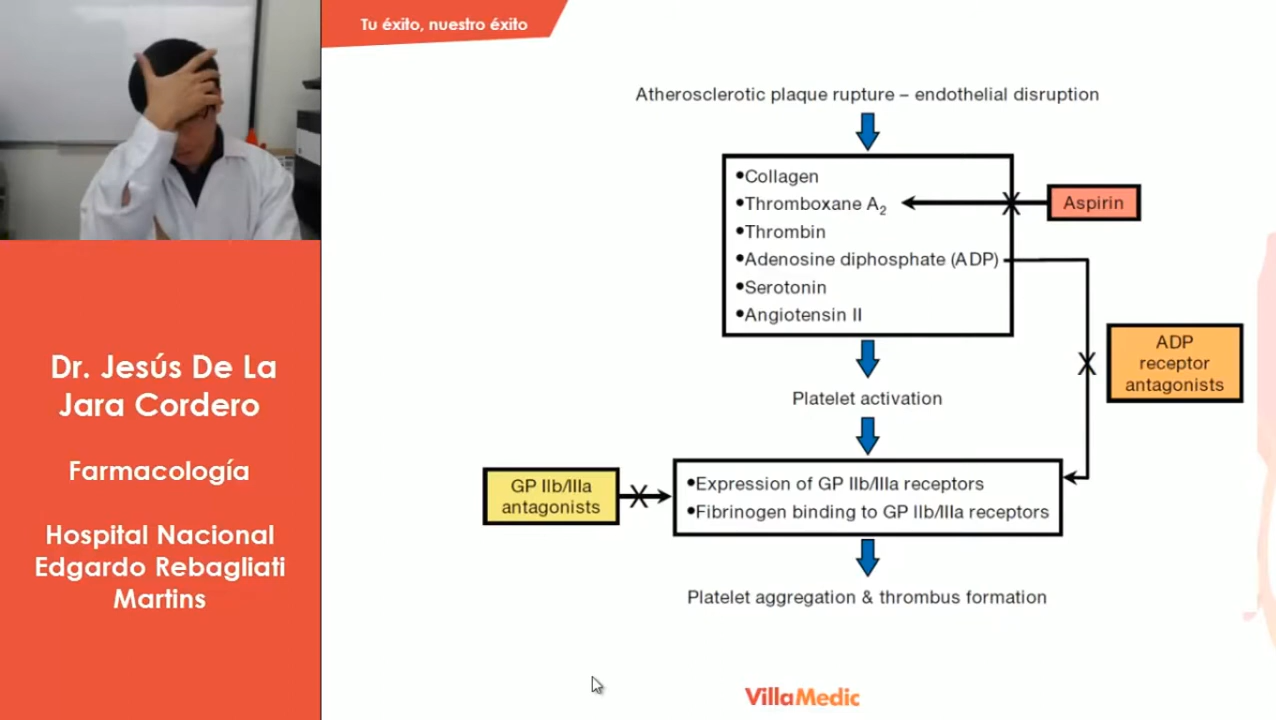 Tu éxito, nuestro éxito
Dr. Jesús De La
Jara Cordero
Farmacología
Hospital Nacional
Edgardo Rebagliati
Martins
Atherosclerotic plaque rupture – endothelial disruption
•Collagen
•Thromboxane A2
•Thrombin
•Adenosine diphosphate (ADP)
•Serotonin
•Angiotensin II
X
Aspirin
X
ADP
receptor
antagonists
Platelet activation
GP IIb/IIIa
antagonists
X
•Expression of GP IIb/IIIa receptors
•Fibrinogen binding to GP IIb/IIIa receptors
Platelet aggregation & thrombus formation
VillaMedic